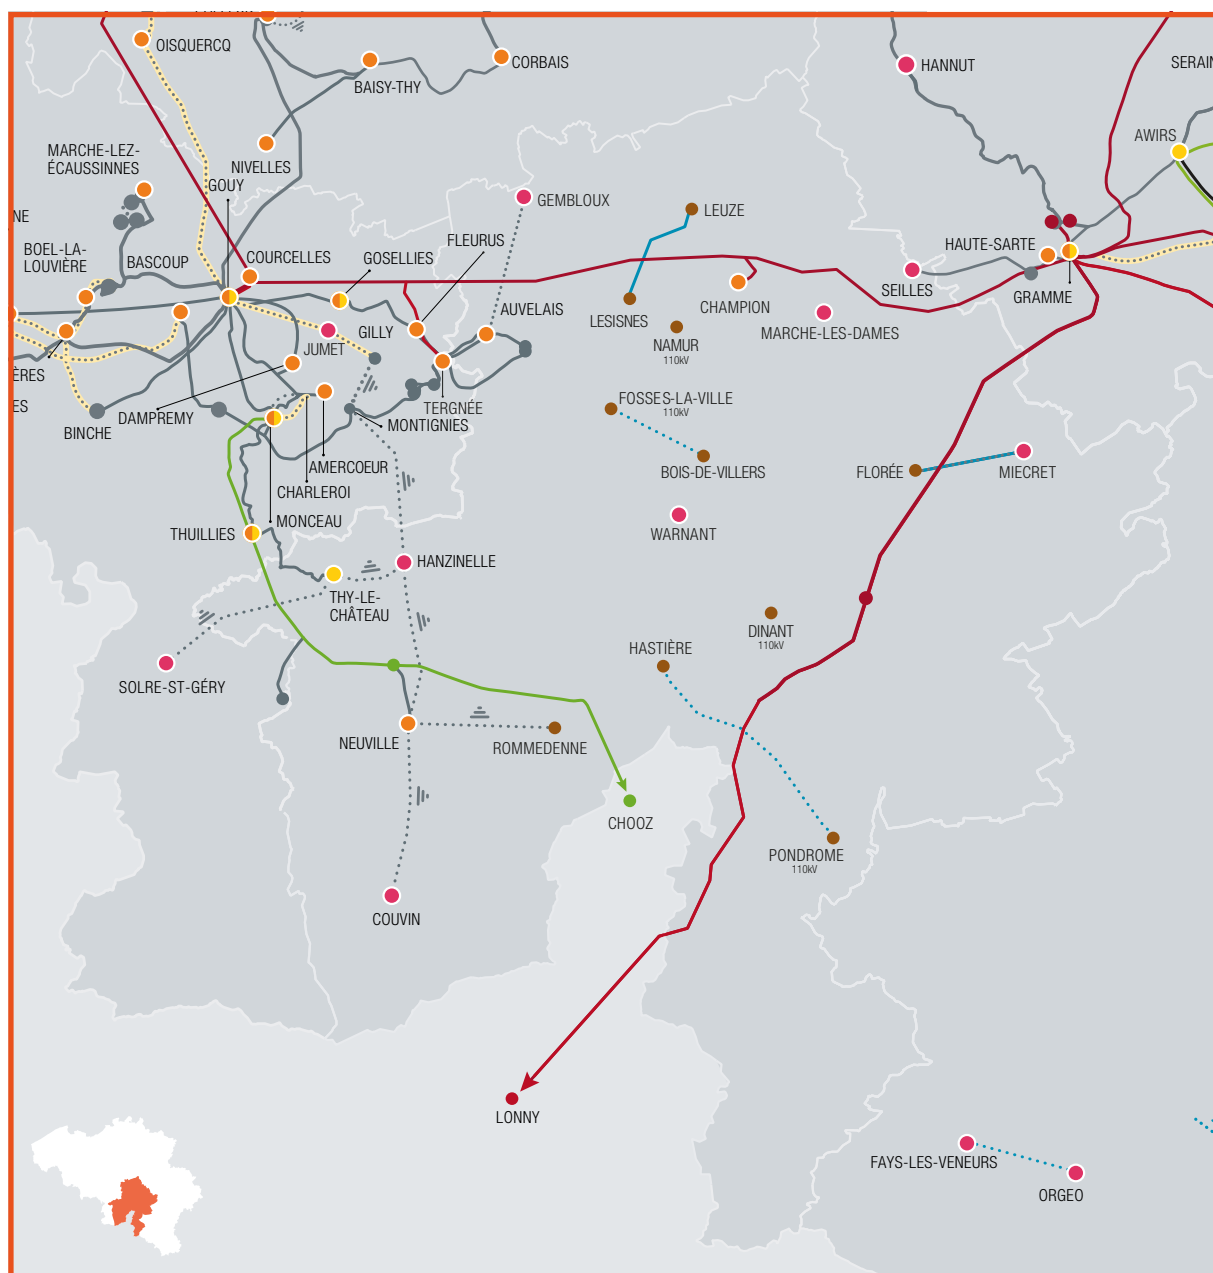 OISQUERCQ
CORBAIS
BAISY-THY
HANNUT
SERAIN
AWIRS
MARCHE-LEZ-
ÉCAUSSINNES
NIVELLES
GOUY
GEMBLOUX
LEUZE
NE
BOEL-LA-
LOUVIÈRE
BASCOUP
COURCELLES
GOSELLIES
FLEURUS
HAUTE-SARTE
SEILLES
GRAMME
AUVELAIS
LESISNES
CHAMPION
MARCHE-LES-DAMES
GILLY
JUMET
NAMUR
110kV
ÈRES
ES
BINCHE
DAMPREMY
TERGNÉE
MONTIGNIES
FOSSES-LA-VILLE
110kV
BOIS-DE-VILLERS
FLORÉE
MIECRET
AMERCOEUR
CHARLEROI
MONCEAU
THUILLIES
WARNANT
HANZINELLE
THY-LE-
CHÂTEAU
DINANT
110kV
HASTIÈRE
SOLRE-ST-GÉRY
NEUVILLE
ROMMEDENNE
CHOOZ
PONDROME
110kV
COUVIN
LONNY
FAYS-LES-VENEURS
ORGEO